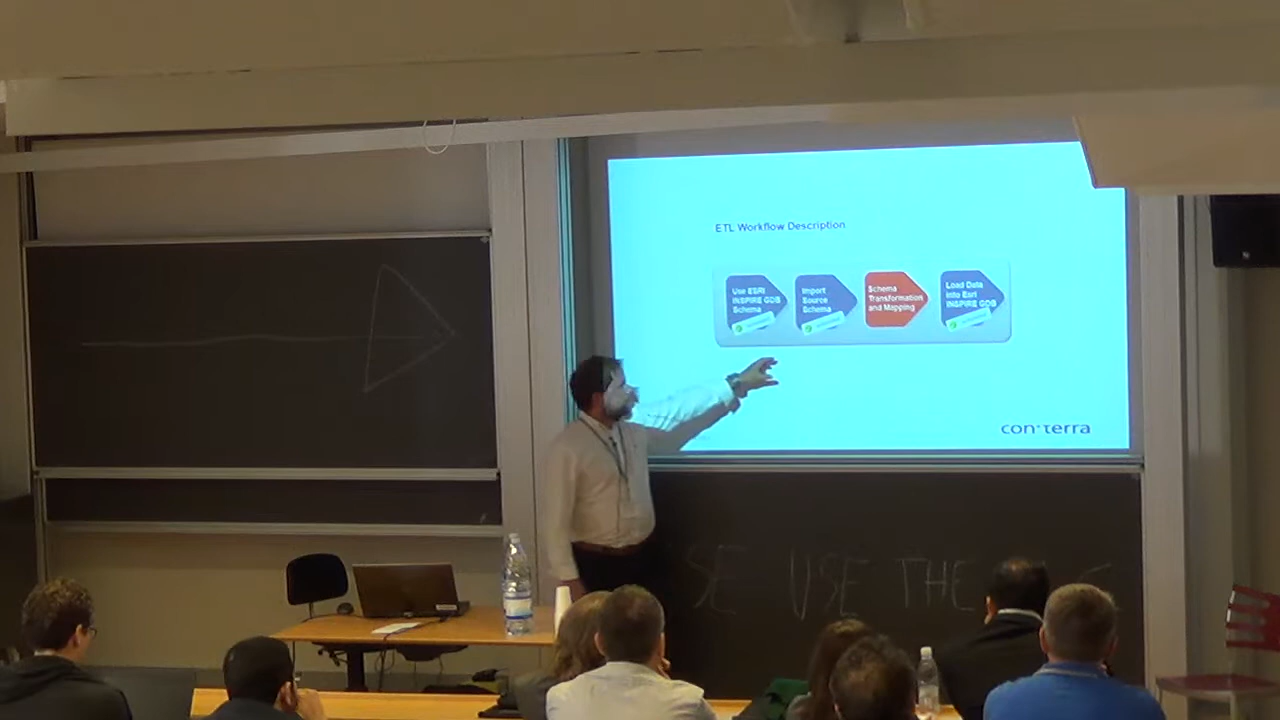 ETL Workflow Description
Use ESRI
INSPIRE GDB
Schema
Import
Source
Schema
Schema
Transformation
and Mapping
Load Data
into Esri
INSPIRE GDB
con terra
SE USE THE